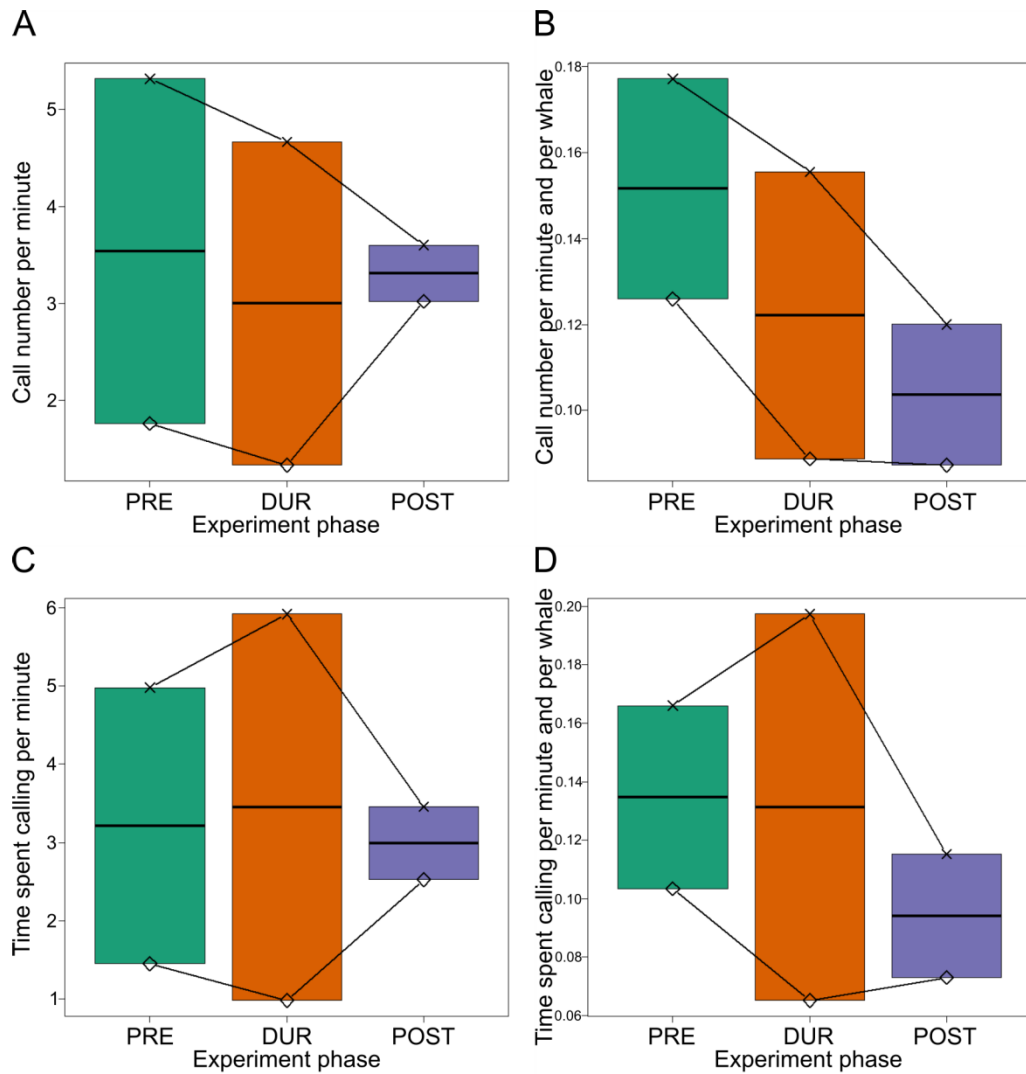 A
Call number per minute
5
4
3
2
PRE DUR POST
Experiment phase
B
Call number per minute and per whale
0.18
0.16
0.14
0.12
0.10
PRE DUR POST
Experiment phase
C
Time spent calling per minute
6
5
4
3
2
1
PRE DUR POST
Experiment phase
D
Time spent calling per minute and per whale
0.20
0.16
0.14
0.12
0.10
0.08
0.06
PRE DUR POST
Experiment phase